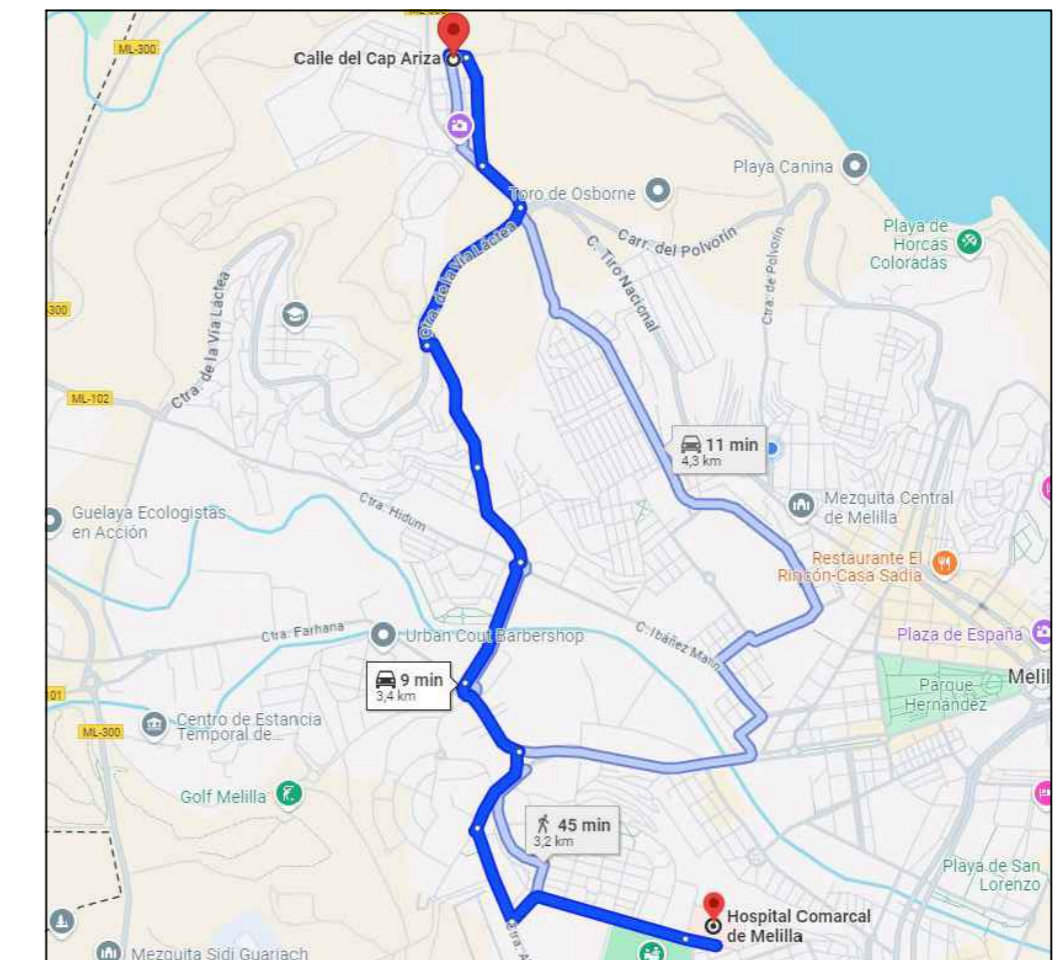 ML-300
Calle del Cap Ariza
Toro de Osborne
Playa Canina
Carr. del Polvorín
C. Tiro Nacional
Ctra. de Polvorín
Playa de
Horcas
Coloradas
Ctra. de la Vía Láctea
Ctra. de la Vía Láctea
300
ML-102
11 min
4,3 km
Mezquita Central
de Melilla
Guelaya Ecologistas
en Acción
Ctra. Hidum
Restaurante El
Rincón-Casa Sadía
Ctra. Farhana
Urban Cout Barbershop
C. Ibáñez Marín
Plaza de España
9 min
3,4 km
101
Parque
Hernández
Melil
ML-300
Centro de Estancia
Temporal de...
Golf Melilla
45 min
3,2 km
Playa de San
Lorenzo
Hospital Comarcal
de Melilla
Ctra. A
Mezquita Sidi Guariach